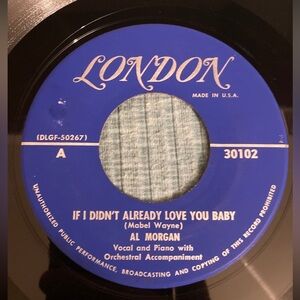 LONDON
MADE IN U.S.A.
(DLGF-50267)
A
30102
IF I DIDN'T ALREADY LOVE YOU BABY
(Mabel Wayne)
AL MORGAN
Vocal and Piano with
Orchestral Accompaniment
UNAUTHORIZED PUBLIC PERFORMANCE, BROADCASTING AND COPYING OF THIS RECORD PROHIBITED